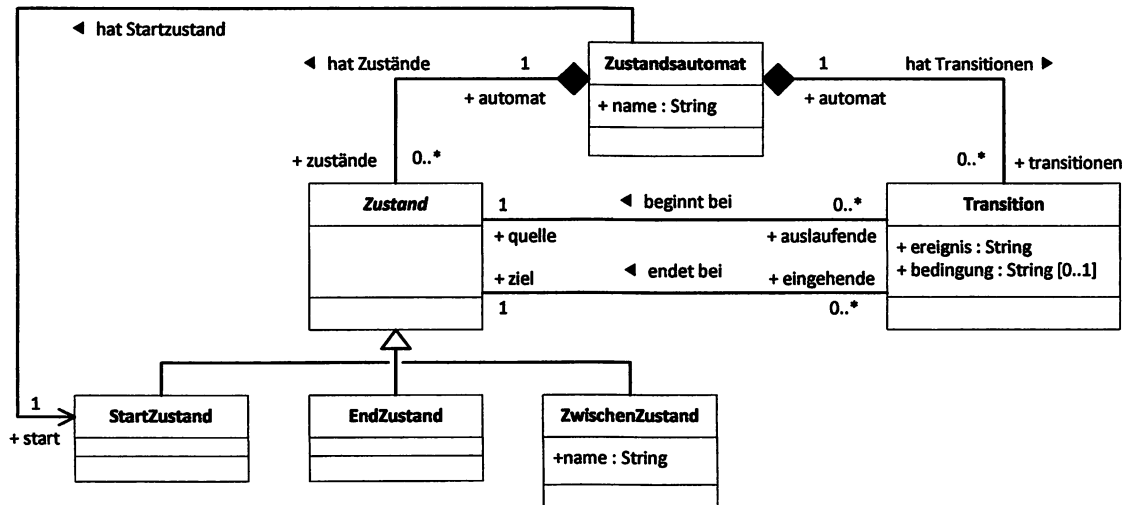 ◄ hat Startzustand
◄ hat Zustände
1
+ automat
Zustandsautomat
+ name : String
1
+ automat
hat Transitionen ►
+ zustände
0..*
0..*
+ transitionen
Zustand
1
◄ beginnt bei
0..*
+ quelle
+ auslaufende
+ ziel
◄ endet bei
+ eingehende
1
0..*
Transition
+ ereignis : String
+ bedingung : String [0..1]
1
+ start
StartZustand
EndZustand
ZwischenZustand
+name : String